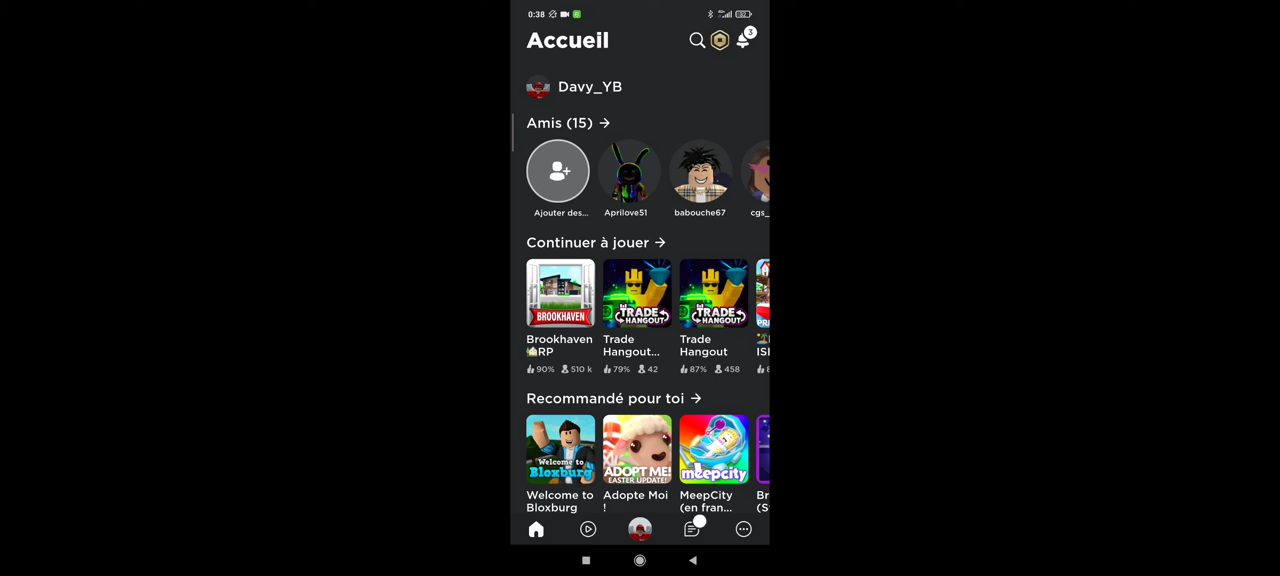 0:38
Accueil
3
Davy_YB
Amis (15) →
Ajouter des...
Aprilove51
babouche67
cgs_
Continuer à jouer →
BROOKHAVEN
TRADE
HANGOUT
TRADE
HANGOUT
Brookhaven
RP
Trade
Hangout...
Trade
Hangout
ISI
90%
510 k
79%
42
87%
458
Recommandé pour toi →
Welcome to
Bloxburg
ADOPT ME!
EASTER UPDATE!
meepcity
Welcome to
Bloxburg
Adopte Moi
!
MeepCity
(en fran...
Br
(S